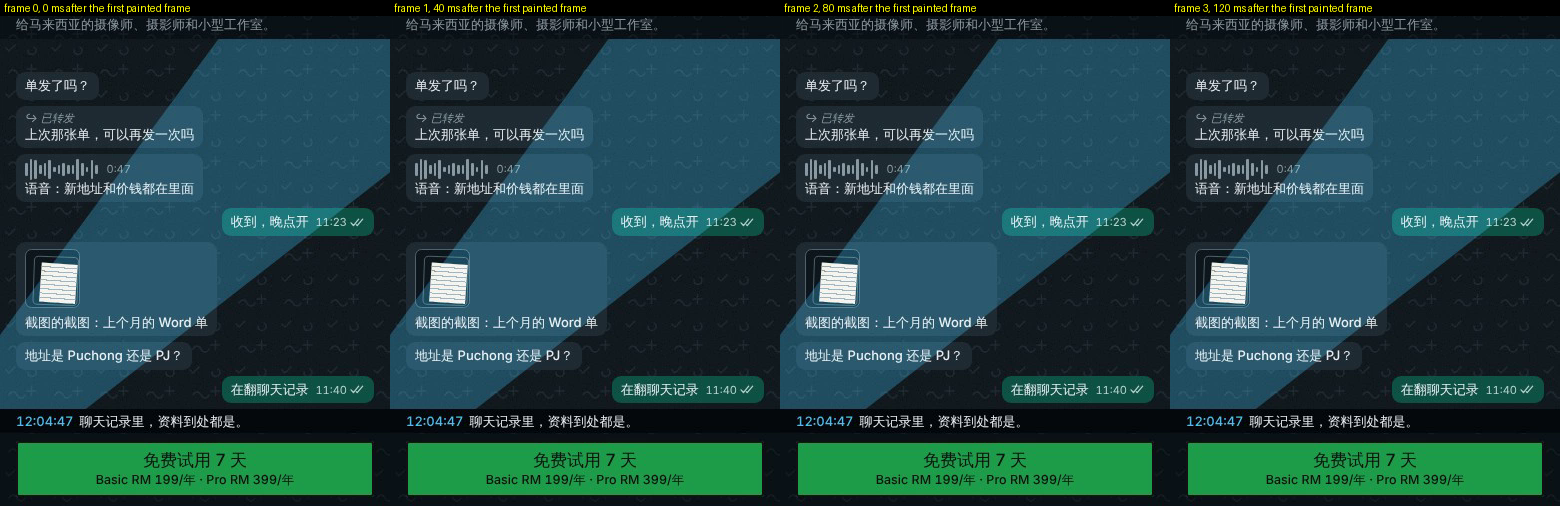 frame 0, 0 ms after the first painted frame
给马来西亚的摄像师、摄影师和小型工作室。
单发了吗？
已转发
上次那张单，可以再发一次吗
0:47
语音：新地址和价钱都在里面
收到，晚点开 11:23
截图的截图：上个月的 Word 单
地址是 Puchong 还是 PJ？
在翻聊天记录 11:40
12:04:47 聊天记录里，资料到处都是。
免费试用 7 天
Basic RM 199/年 · Pro RM 399/年
frame 1, 40 ms after the first painted frame
给马来西亚的摄像师、摄影师和小型工作室。
单发了吗？
已转发
上次那张单，可以再发一次吗
0:47
语音：新地址和价钱都在里面
收到，晚点开 11:23
截图的截图：上个月的 Word 单
地址是 Puchong 还是 PJ？
在翻聊天记录 11:40
12:04:47 聊天记录里，资料到处都是。
免费试用 7 天
Basic RM 199/年 · Pro RM 399/年
frame 2, 80 ms after the first painted frame
给马来西亚的摄像师、摄影师和小型工作室。
单发了吗？
已转发
上次那张单，可以再发一次吗
0:47
语音：新地址和价钱都在里面
收到，晚点开 11:23
截图的截图：上个月的 Word 单
地址是 Puchong 还是 PJ？
在翻聊天记录 11:40
12:04:47 聊天记录里，资料到处都是。
免费试用 7 天
Basic RM 199/年 · Pro RM 399/年
frame 3, 120 ms after the first painted frame
给马来西亚的摄像师、摄影师和小型工作室。
单发了吗？
已转发
上次那张单，可以再发一次吗
0:47
语音：新地址和价钱都在里面
收到，晚点开 11:23
截图的截图：上个月的 Word 单
地址是 Puchong 还是 PJ？
在翻聊天记录 11:40
12:04:47 聊天记录里，资料到处都是。
免费试用 7 天
Basic RM 199/年 · Pro RM 399/年